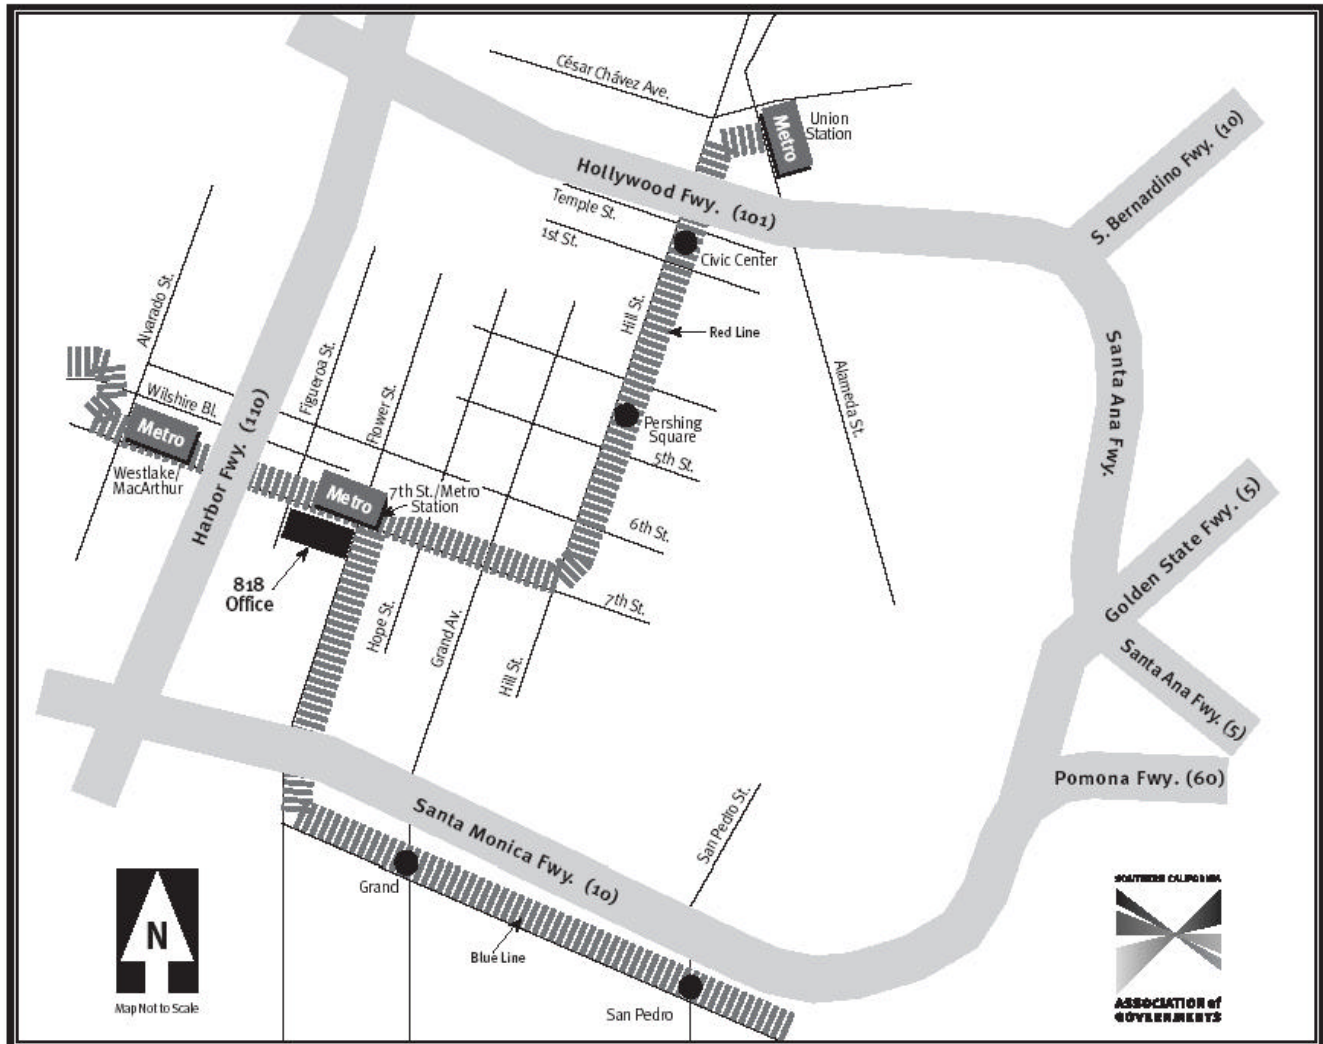 César Chávez Ave.
Metro
Union
Station
S. Bernardino Fwy. (10)
Hollywood Fwy. (101)
Temple St.
1st St.
Civic Center
Alvarado St.
Hill St.
Red Line
Santa Ana Fwy.
Figueroa St.
Flower St.
Alameda St.
Wilshire Bl.
Harbor Fwy. (110)
Metro
Westlake/
MacArthur
Pershing
Square
5th St.
Metro
7th St./Metro
Station
6th St.
Golden State Fwy. (5)
818
Office
7th St.
Hope St.
Grand Av.
Hill St.
Santa Ana Fwy. (5)
Pomona Fwy. (60)
Santa Monica Fwy. (10)
San Pedro St.
Grand
Blue Line
San Pedro
N
Map Not to Scale
SOUTHERN CALIFORNIA
ASSOCIATION of
GOVERNMENTS